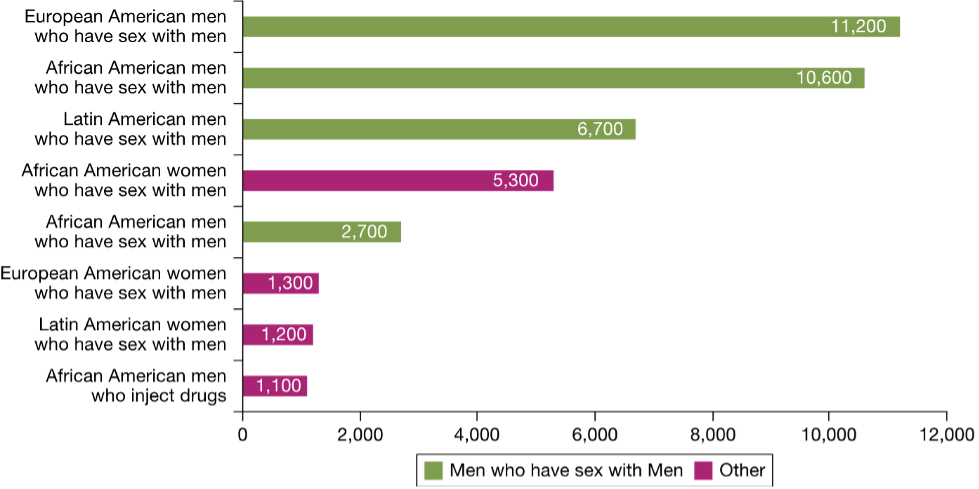 European American men
who have sex with men
11,200
African American men
who have sex with men
10,600
Latin American men
who have sex with men
6,700
African American women
who have sex with men
5,300
African American men
who have sex with men
2,700
European American women
who have sex with men
1,300
Latin American women
who have sex with men
1,200
African American men
who inject drugs
1,100
0 2,000 4,000 6,000 8,000 10,000 12,000
Men who have sex with Men Other